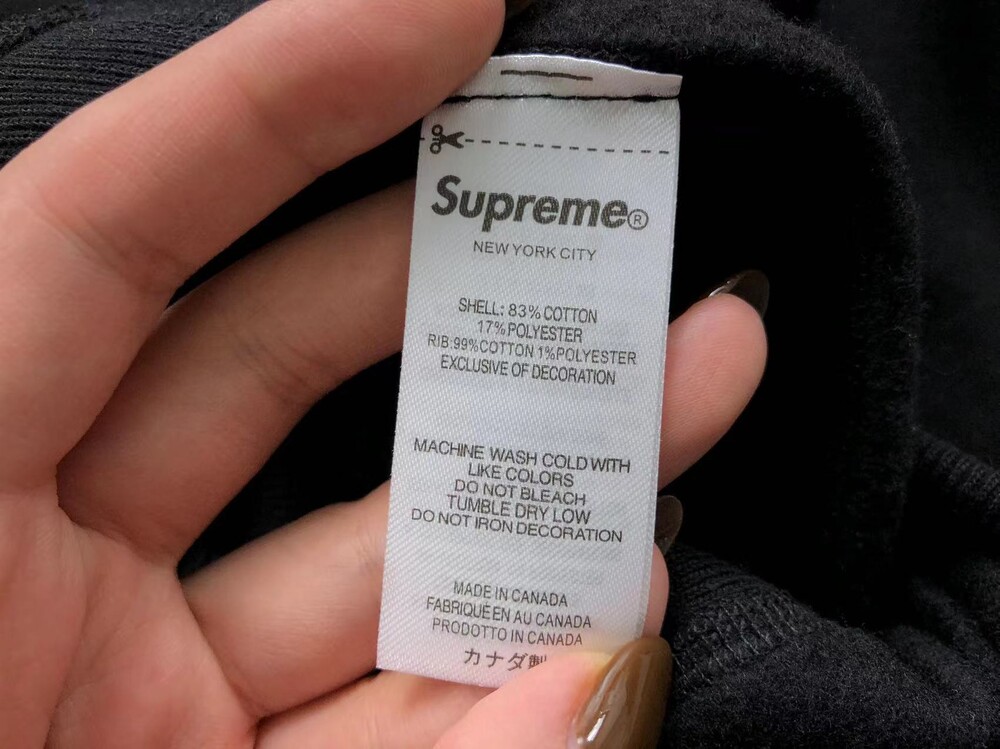 Supreme®
NEW YORK CITY
SHELL: 83% COTTON
17% POLYESTER
RIB:99%COTTON 1%POLYESTER
EXCLUSIVE OF DECORATION
MACHINE WASH COLD WITH
LIKE COLORS
DO NOT BLEACH
TUMBLE DRY LOW
DO NOT IRON DECORATION
MADE IN CANADA
FABRIQUÉ EN AU CANADA
PRODOTTO IN CANADA
カナダ製